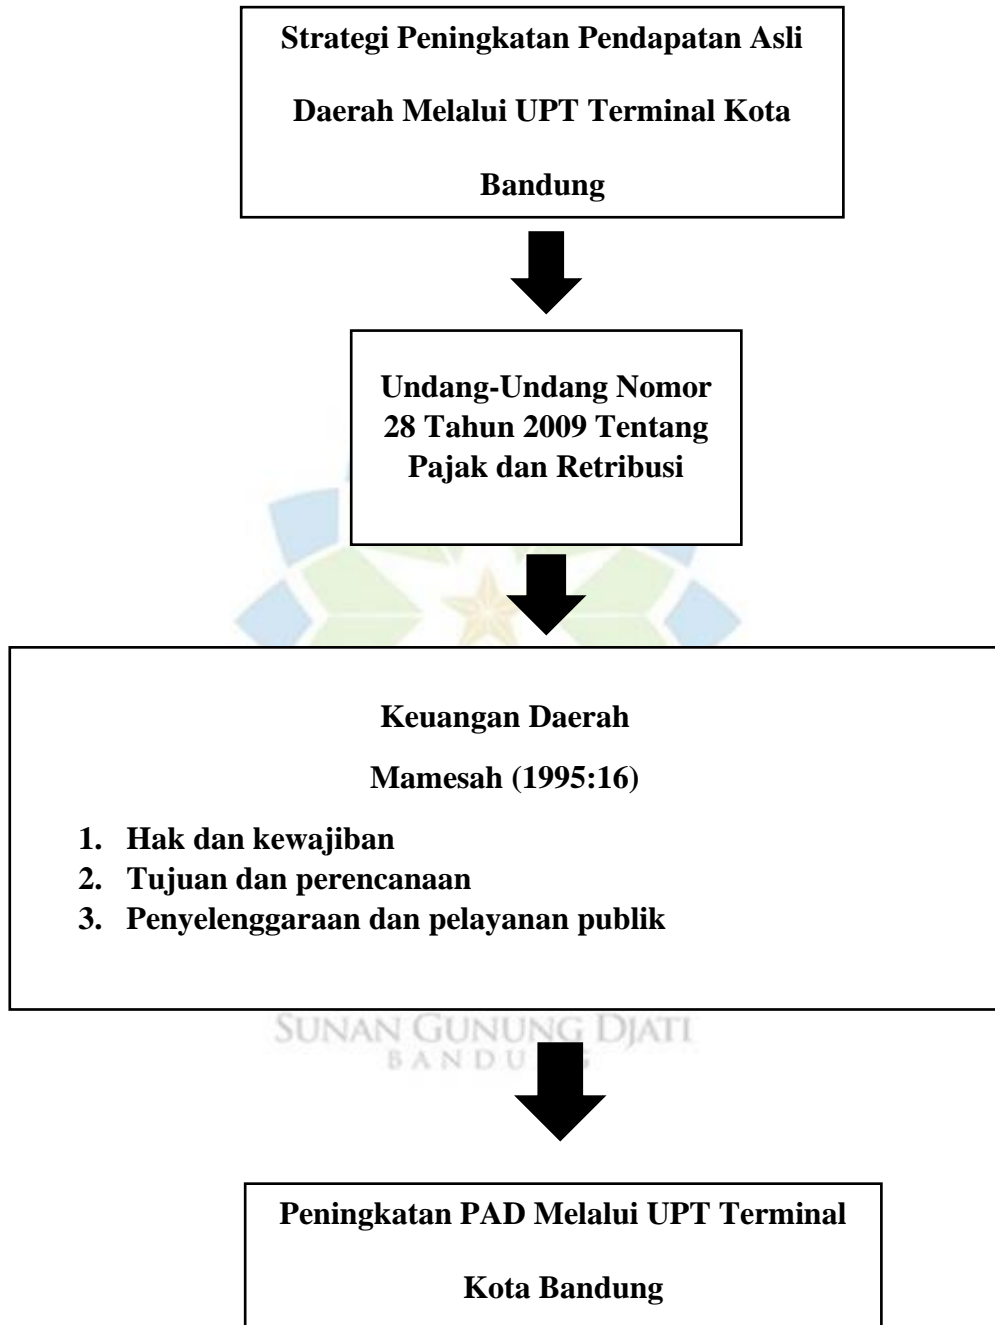 Strategi Peningkatan Pendapatan Asli
Daerah Melalui UPT Terminal Kota
Bandung
Undang-Undang Nomor
28 Tahun 2009 Tentang
Pajak dan Retribusi
Keuangan Daerah
Mamesah (1995:16)
1. Hak dan kewajiban
2. Tujuan dan perencanaan
3. Penyelenggaraan dan pelayanan publik
SUNAN GUNUNG DJATI
Peningkatan PAD Melalui UPT Terminal
Kota Bandung